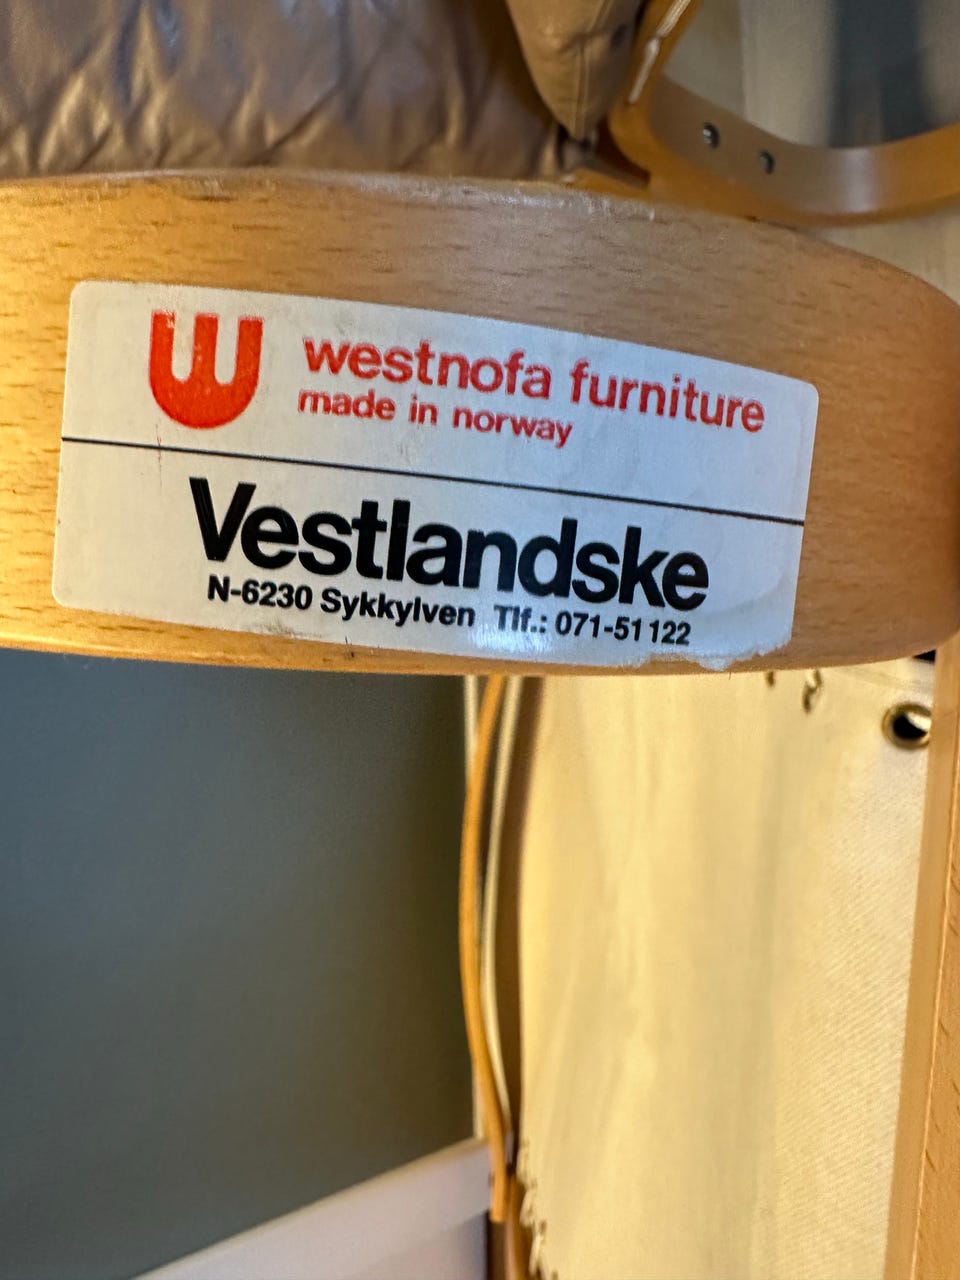 westnofa furniture
made in norway
Vestlandske
N-6230 Sykkylven Tlf.: 071-51122